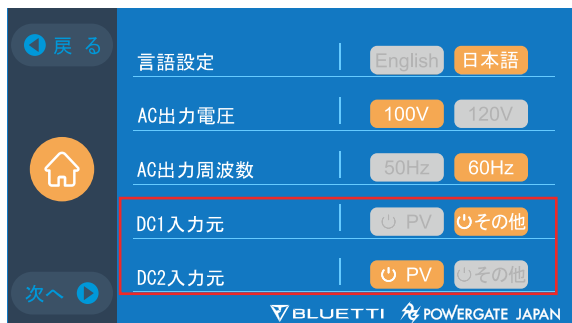 戻る
言語設定 English 日本語
AC出力電圧 100V 120V
AC出力周波数 50Hz 60Hz
DC1入力元 PV その他
DC2入力元 PV その他
次へ
BLUETTI POWERGATE JAPAN